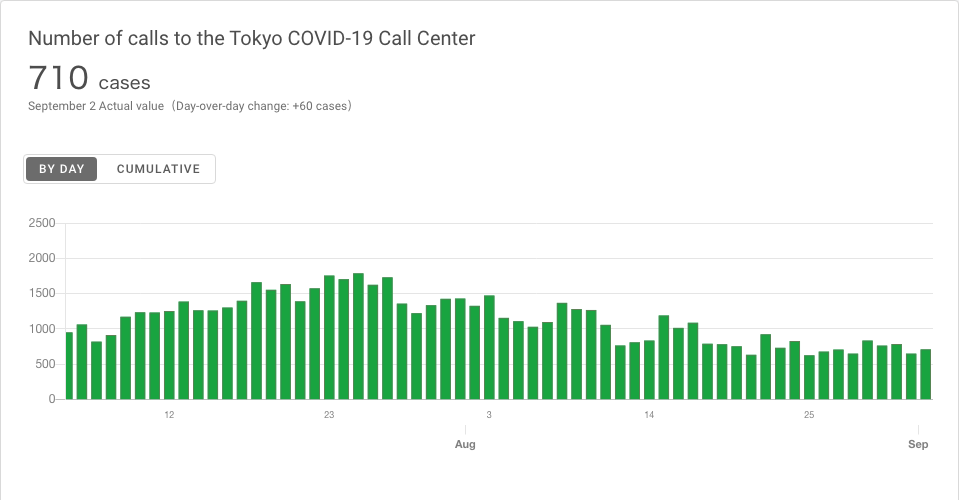 Number of calls to the Tokyo COVID-19 Call Center
710 cases
September 2 Actual value（Day-over-day change: +60 cases）
BY DAY CUMULATIVE
2500
2000
1500
1000
500
0
12 23 3 14 25
Aug Sep